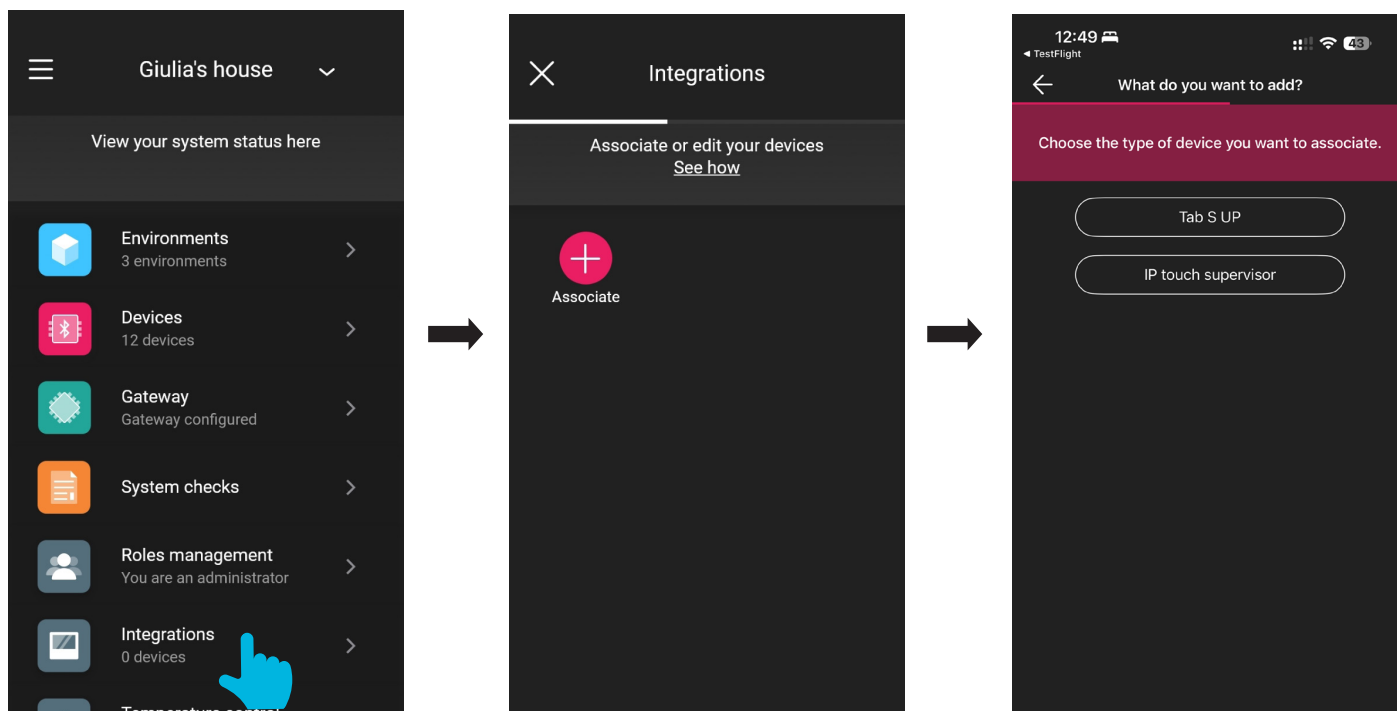 Giulia's house
View your system status here
Environments
3 environments
Devices
12 devices
Gateway
Gateway configured
System checks
Roles management
You are an administrator
Integrations
0 devices
Temperature control
Integrations
Associate or edit your devices
See how
Associate
12:49
◀ TestFlight
43
What do you want to add?
Choose the type of device you want to associate.
Tab S UP
IP touch supervisor